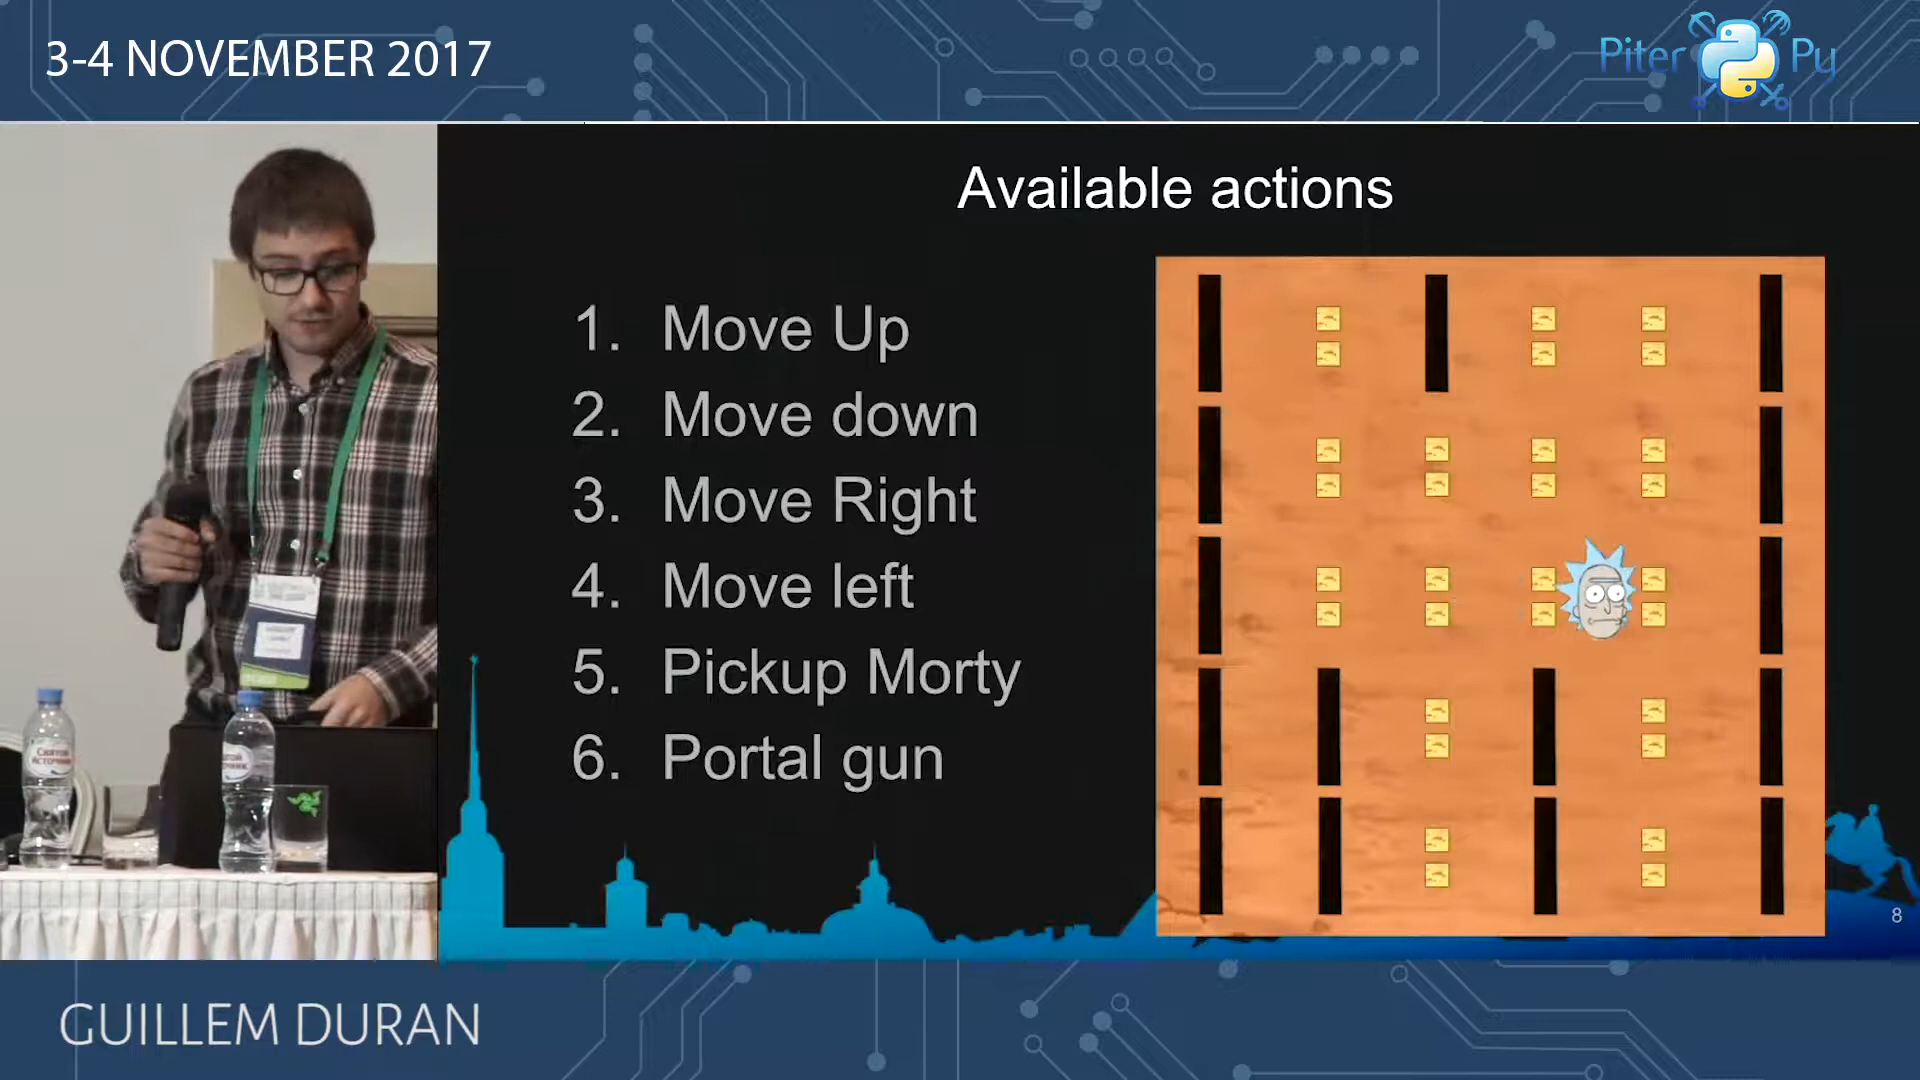 3-4 NOVEMBER 2017
Piter Py
Available actions
1. Move Up
2. Move down
3. Move Right
4. Move left
5. Pickup Morty
6. Portal gun
8
GUILLEM DURAN